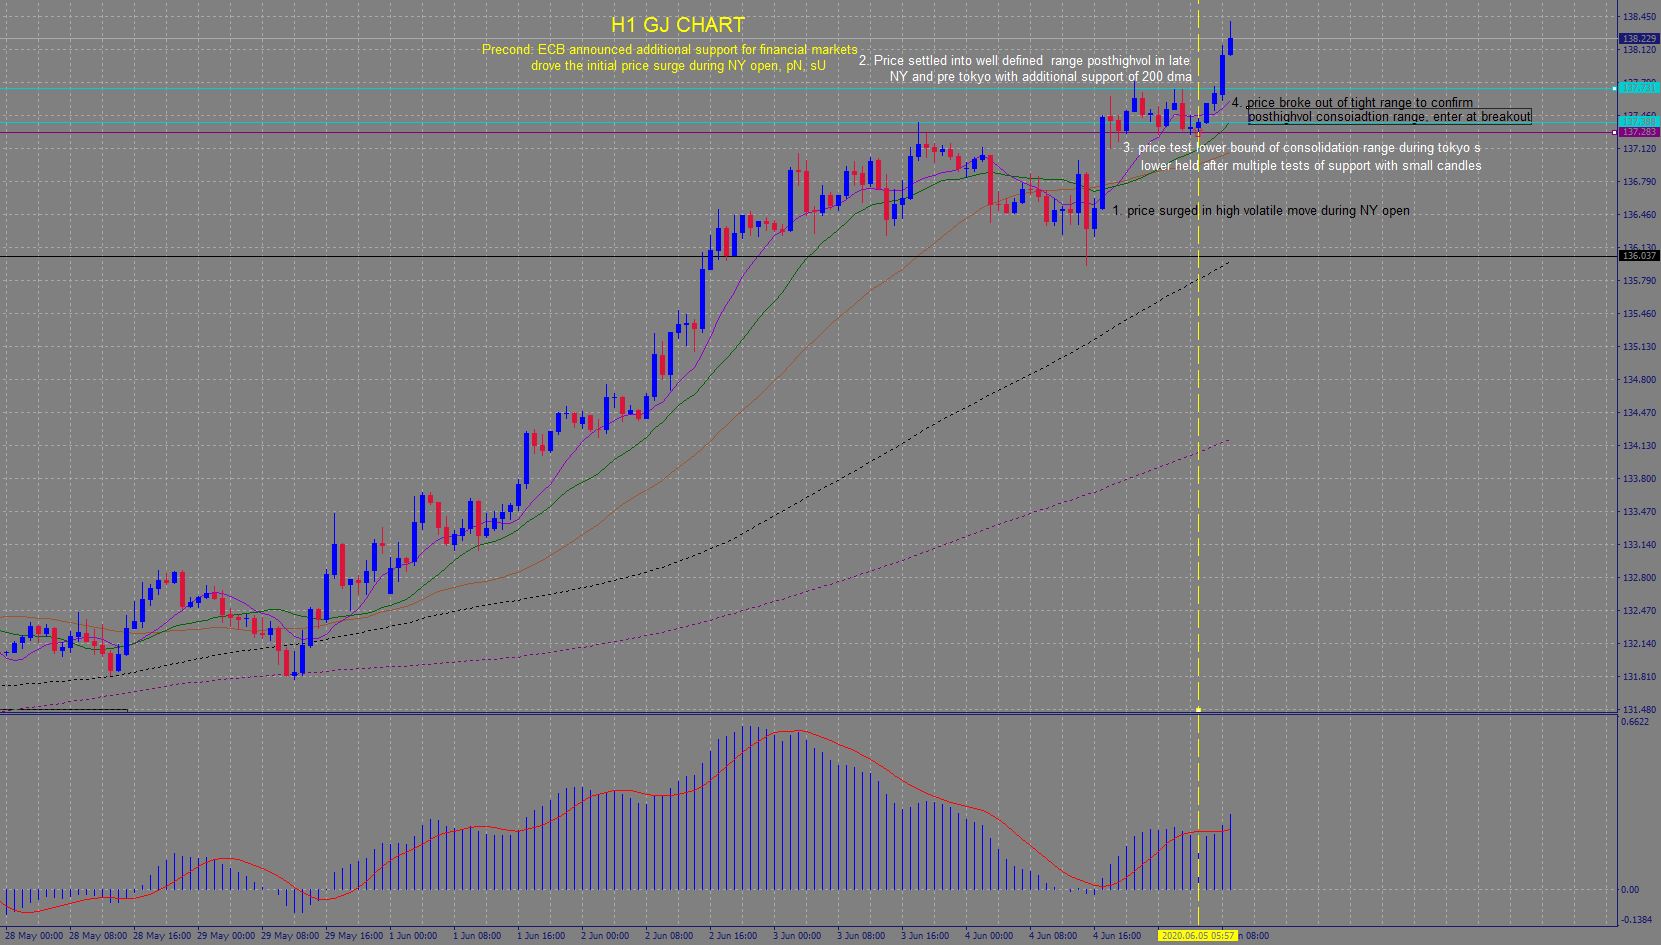 H1 GJ CHART
Precond: ECB announced additional support for financial markets
drove the initial price surge during NY open, pN, sU
2. Price settled into well defined range posthighvol in late
NY and pre tokyo with additional support of 200 dma
4. price broke out of tight range to confirm
posthighvol consoiadtion range, enter at breakout
3. price test lower bound of consolidation range during tokyo s
lower held after multiple tests of support with small candles
1. price surged in high volatile move during NY open
138.450
138.229
138.120
137.731
137.283
137.120
136.790
136.460
136.130
136.037
135.790
135.460
135.130
134.800
134.470
134.130
133.800
133.470
133.140
132.800
132.470
132.140
131.810
131.480
0.6622
0.00
-0.1384
28 May 00:00 28 May 08:00 28 May 16:00 29 May 00:00 29 May 08:00 29 May 16:00 1 Jun 00:00 1 Jun 08:00 1 Jun 16:00 2 Jun 00:00 2 Jun 08:00 2 Jun 16:00 3 Jun 00:00 3 Jun 08:00 3 Jun 16:00 4 Jun 00:00 4 Jun 08:00 4 Jun 16:00 2020.06.05 05:57 n 08:00